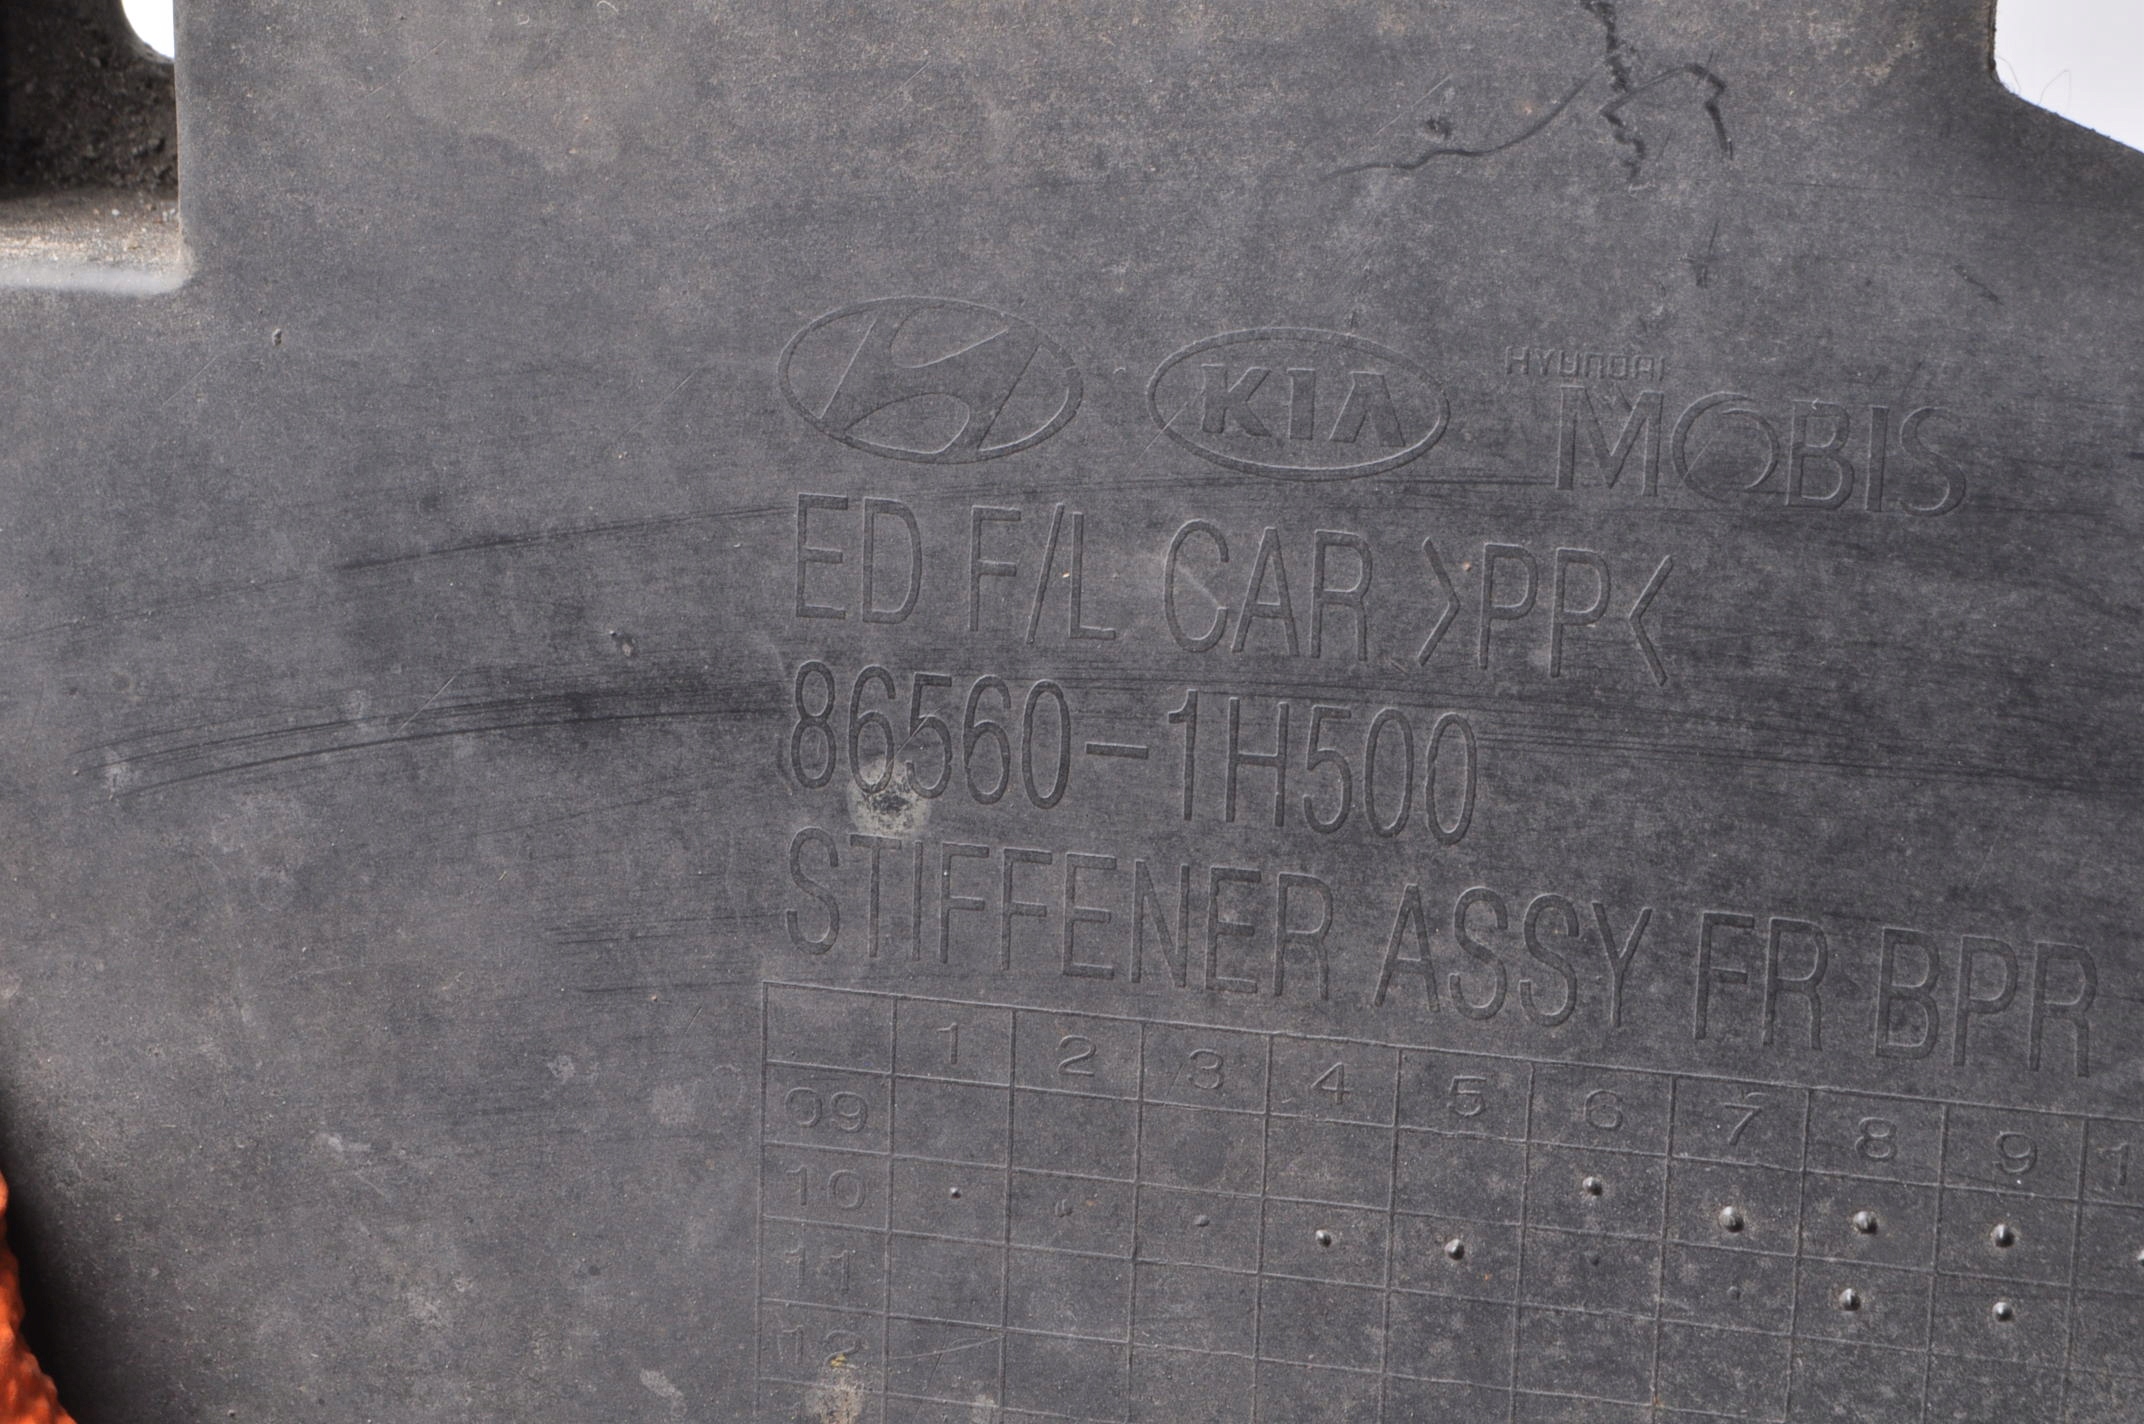 KIA
HYUNDAI
MOBIS
ED F/L CAR >PP<
86560-1H500
STIFFENER ASSY FR BPR
1 2 3 4 5 6 7 8 9
09
10
11
12